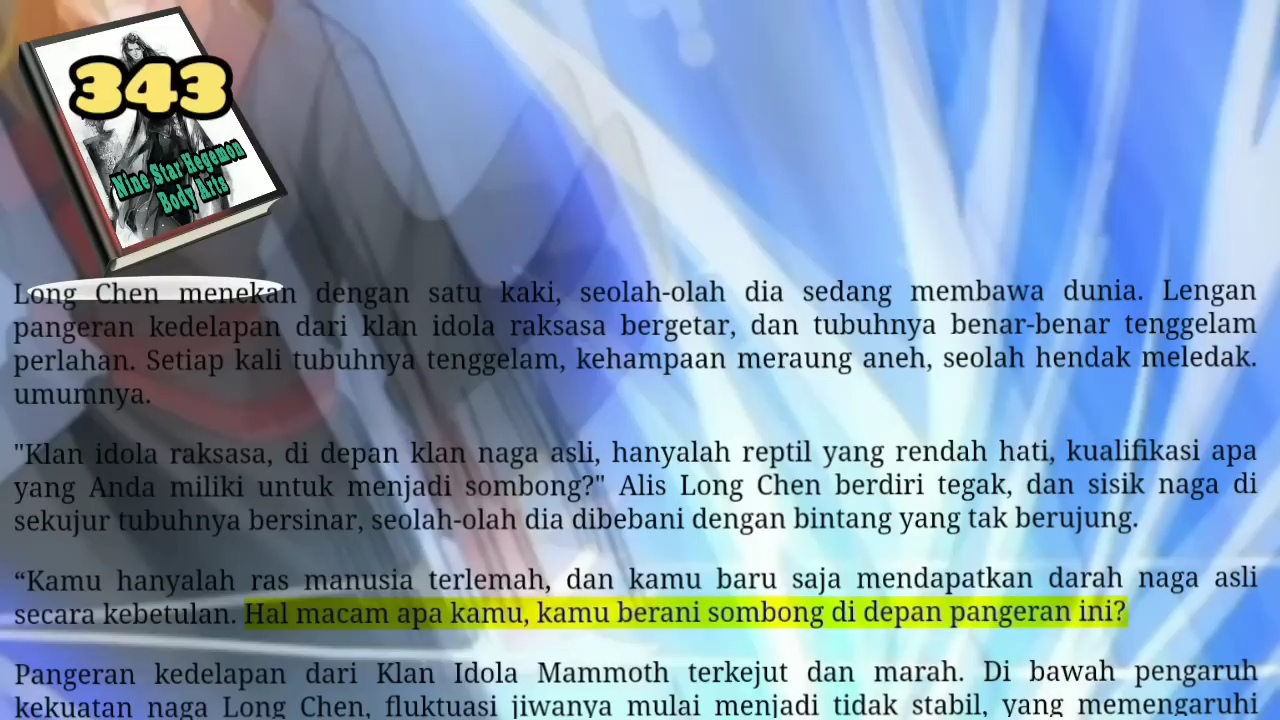 343
Nine Star Hegemon
Body Arts
Long Chen menekan dengan satu kaki, seolah-olah dia sedang membawa dunia. Lengan
pangeran kedelapan dari klan idola raksasa bergetar, dan tubuhnya benar-benar tenggelam
perlahan. Setiap kali tubuhnya tenggelam, kehampaan meraung aneh, seolah hendak meledak.
umumnya.
"Klan idola raksasa, di depan klan naga asli, hanyalah reptil yang rendah hati, kualifikasi apa
yang Anda miliki untuk menjadi sombong?" Alis Long Chen berdiri tegak, dan sisik naga di
sekujur tubuhnya bersinar, seolah-olah dia dibebani dengan bintang yang tak berujung.
“Kamu hanyalah ras manusia terlemah, dan kamu baru saja mendapatkan darah naga asli
secara kebetulan. Hal macam apa kamu, kamu berani sombong di depan pangeran ini?
Pangeran kedelapan dari Klan Idola Mammoth terkejut dan marah. Di bawah pengaruh
kekuatan naga Long Chen, fluktuasi jiwanya mulai menjadi tidak stabil, yang memengaruhi